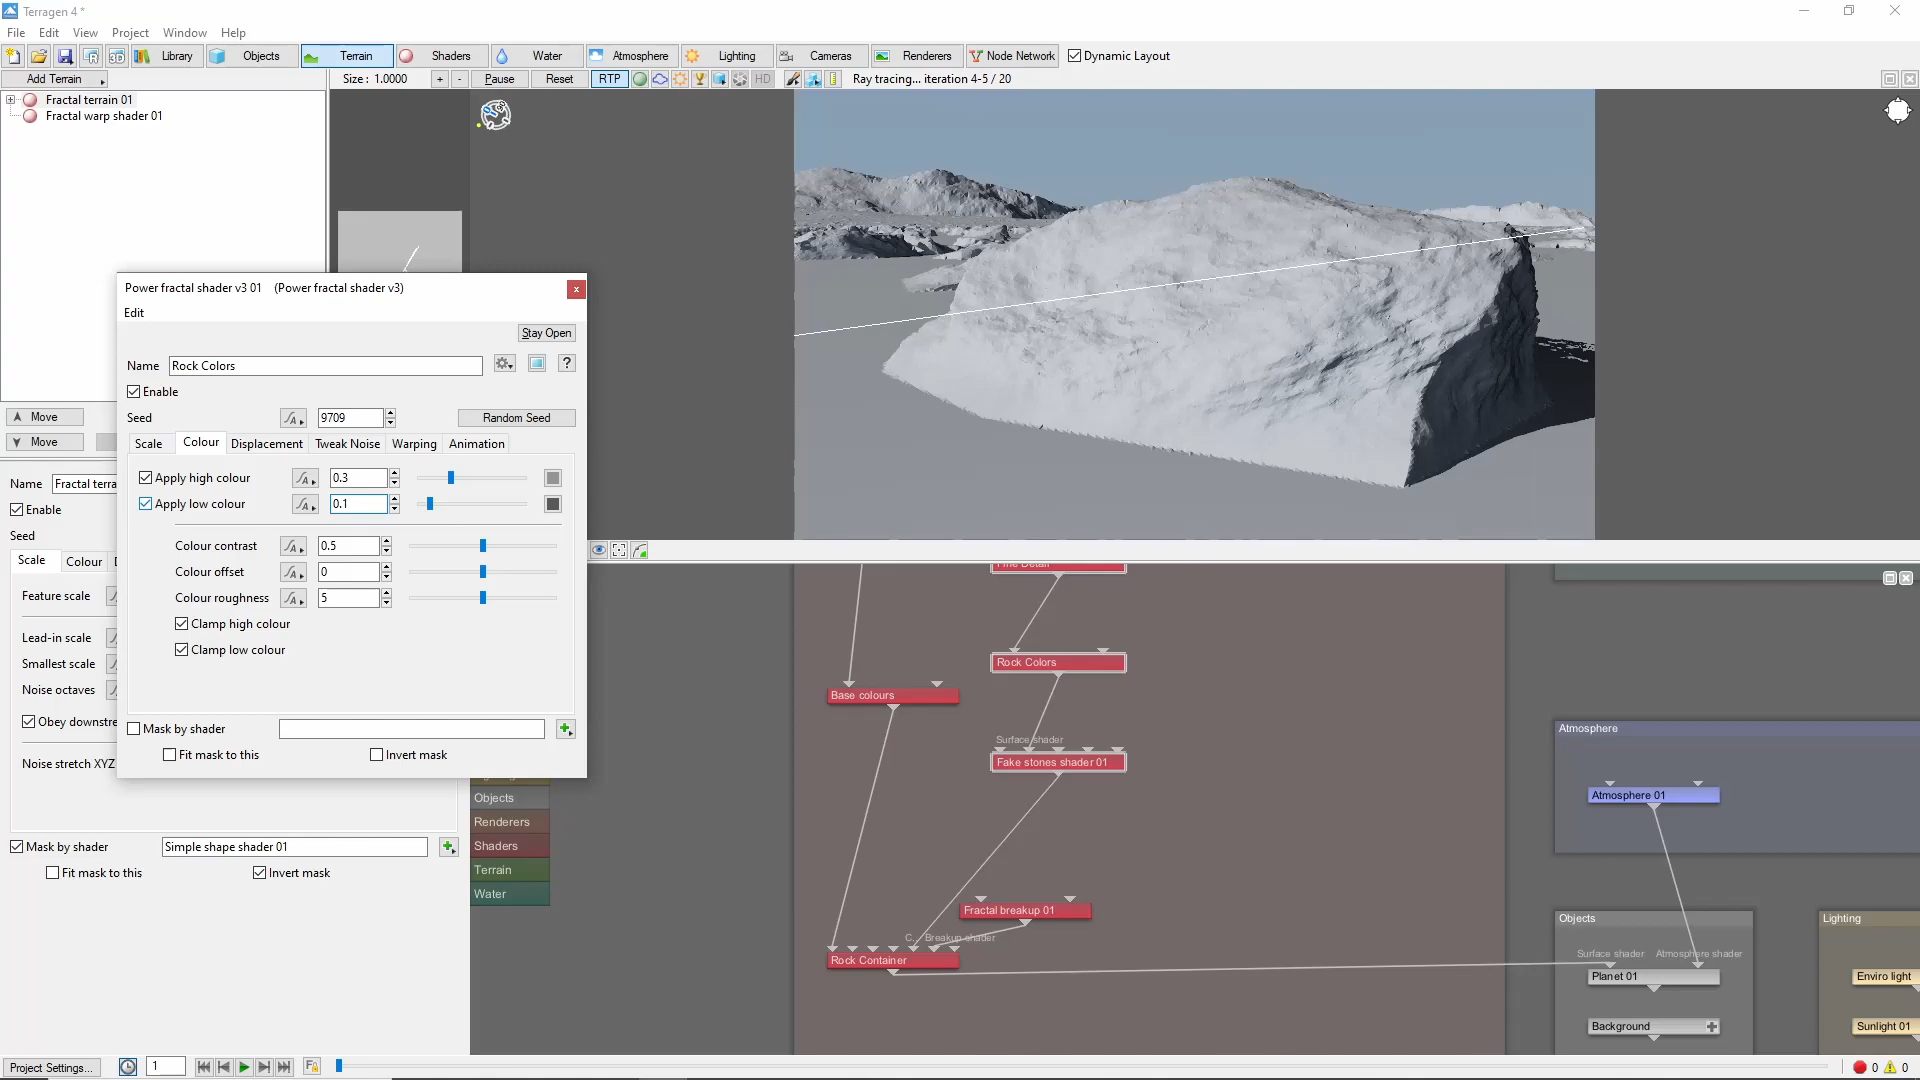 Terragen 4 *
File Edit View Project Window Help
Library Objects Terrain Shaders Water Atmosphere Lighting Cameras Renderers Node Network Dynamic Layout
Add Terrain Size : 1.0000 + - Pause Reset RTP HD Ray tracing... iteration 4-5 / 20
Fractal terrain 01
Fractal warp shader 01
Power fractal shader v3 01 (Power fractal shader v3) x
Edit
Stay Open
Name Rock Colors ?
Enable
Seed 9709 Random Seed
Scale Colour Displacement Tweak Noise Warping Animation
Apply high colour 0.3
Apply low colour 0.1
Colour contrast 0.5
Colour offset 0
Colour roughness 5
Clamp high colour
Clamp low colour
Mask by shader
Fit mask to this Invert mask
Move
Move
Name Fractal terra
Enable
Seed
Scale Colour
Feature scale
Lead-in scale
Smallest scale
Noise octaves
Obey downstre
Noise stretch XYZ
Mask by shader Simple shape shader 01
Fit mask to this Invert mask
Objects
Renderers
Shaders
Terrain
Water
Fine Detail
Rock Colors
Base colours
Surface shader
Fake stones shader 01
Fractal breakup 01
C... Breakup shader
Rock Container
Atmosphere
Atmosphere 01
Objects
Surface shader Atmosphere shader
Planet 01
Background
Lighting
Enviro light
Sunlight 01
Project Settings... 1 0 0